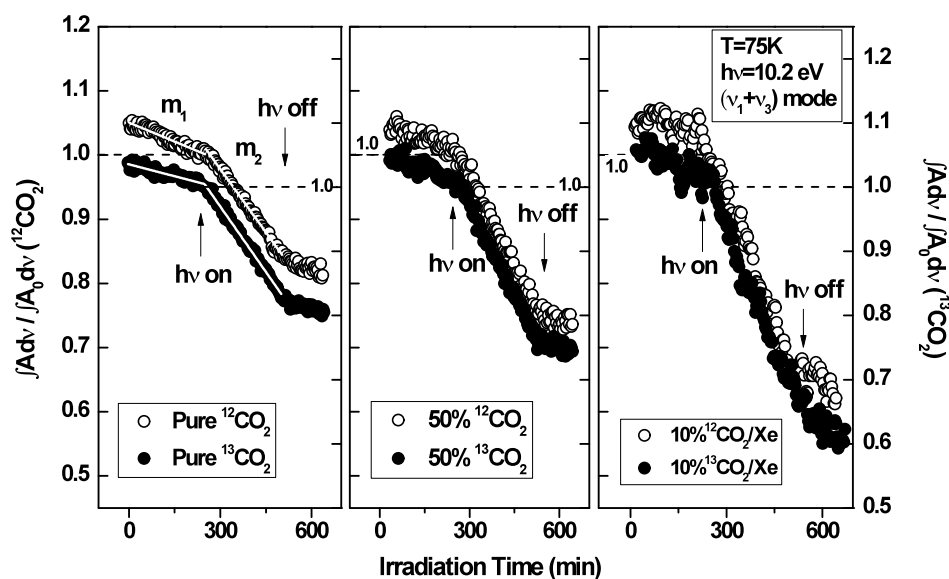 1.2
1.1
1.0
0.9
0.8
0.7
0.6
0.5
∫Adν / ∫A₀dν (¹²CO₂)
m₁
m₂
hν off
1.0
hν on
Pure ¹²CO₂
Pure ¹³CO₂
0 300 600
1.0
1.0
hν off
hν on
50% ¹²CO₂
50% ¹³CO₂
0 300 600
T=75K
hν=10.2 eV
(ν₁+ν₃) mode
1.0
hν on
hν off
10%¹²CO₂/Xe
10%¹³CO₂/Xe
0 300 600
1.2
1.1
1.0
0.9
0.8
0.7
0.6
0.5
∫Adν / ∫A₀dν (¹³CO₂)
Irradiation Time (min)